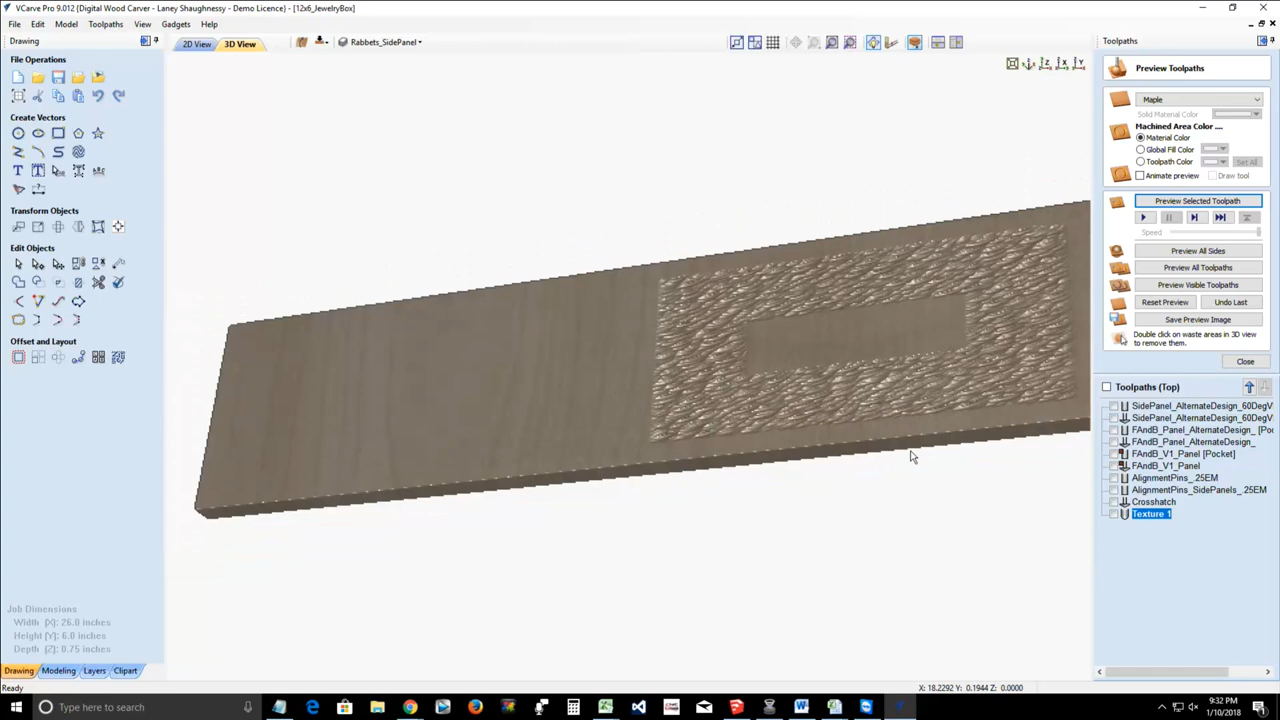 VCarve Pro 9.012 {Digital Wood Carver - Laney Shaughnessy - Demo Licence} - [12x6_JewelryBox]
File Edit Model Toolpaths View Gadgets Help
Drawing
2D View 3D View
Rabbets_SidePanel
Toolpaths
File Operations
Create Vectors
Transform Objects
Edit Objects
Offset and Layout
Job Dimensions
Width (X): 26.0 inches
Height (Y): 6.0 inches
Depth (Z): 0.75 inches
Drawing Modeling Layers Clipart
Ready
X: 18.2292 Y: 0.1944 Z: 0.0000
Preview Toolpaths
Maple
Solid Material Color
Machined Area Color ....
Material Color
Global Fill Color
Toolpath Color Set All
Animate preview Draw tool
Preview Selected Toolpath
Speed
Preview All Sides
Preview All Toolpaths
Preview Visible Toolpaths
Reset Preview Undo Last
Save Preview Image
Double click on waste areas in 3D view
to remove them.
Close
Toolpaths (Top)
SidePanel_AlternateDesign_60DegV
SidePanel_AlternateDesign_60DegV
FAndB_Panel_AlternateDesign_ [Poc
FAndB_Panel_AlternateDesign_
FAndB_V1_Panel [Pocket]
FAndB_V1_Panel
AlignmentPins_.25EM
AlignmentPins_SidePanels_.25EM
Crosshatch
Texture 1
Type here to search
9:32 PM
1/10/2018